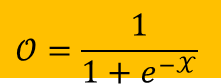 𝒪 = 1 / (1 + e^{-x})